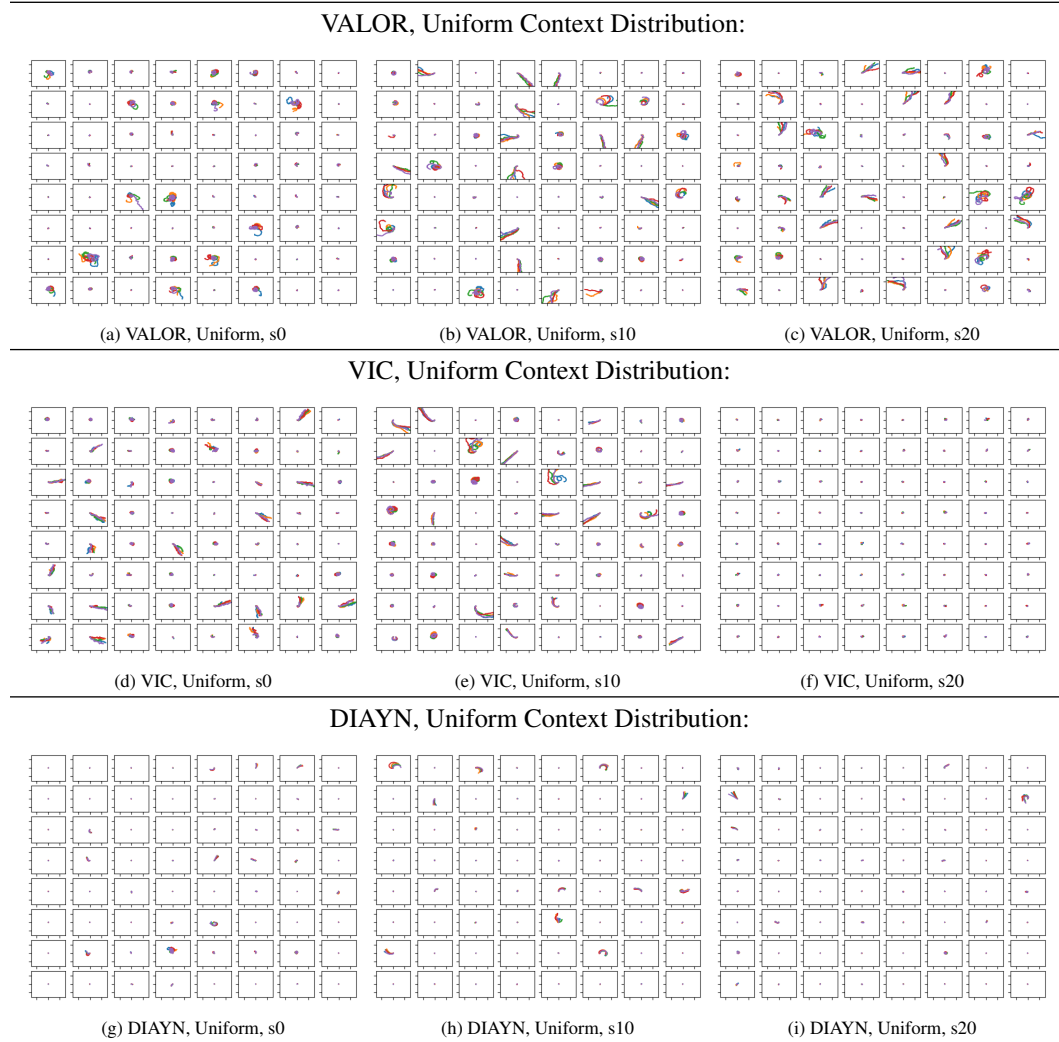 VALOR, Uniform Context Distribution:
(a) VALOR, Uniform, s0
(b) VALOR, Uniform, s10
(c) VALOR, Uniform, s20
VIC, Uniform Context Distribution:
(d) VIC, Uniform, s0
(e) VIC, Uniform, s10
(f) VIC, Uniform, s20
DIAYN, Uniform Context Distribution:
(g) DIAYN, Uniform, s0
(h) DIAYN, Uniform, s10
(i) DIAYN, Uniform, s20